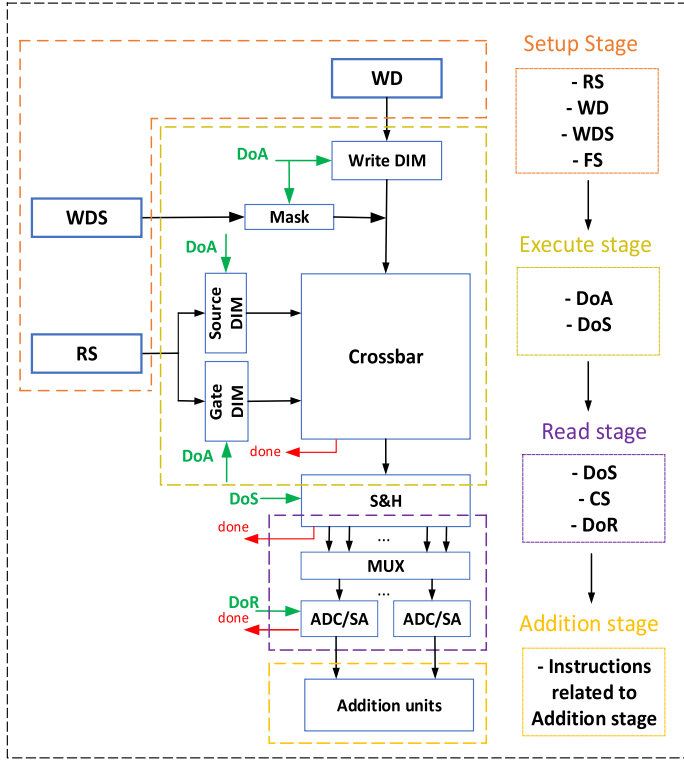 WD
DoA
Write DIM
WDS
Mask
DoA
Source
DIM
RS
Gate
DIM
Crossbar
DoA
done
DoS
S&H
done
...
MUX
...
DoR
done
ADC/SA
ADC/SA
Addition units
Setup Stage
- RS
- WD
- WDS
- FS
Execute stage
- DoA
- DoS
Read stage
- DoS
- CS
- DoR
Addition stage
- Instructions
related to
Addition stage